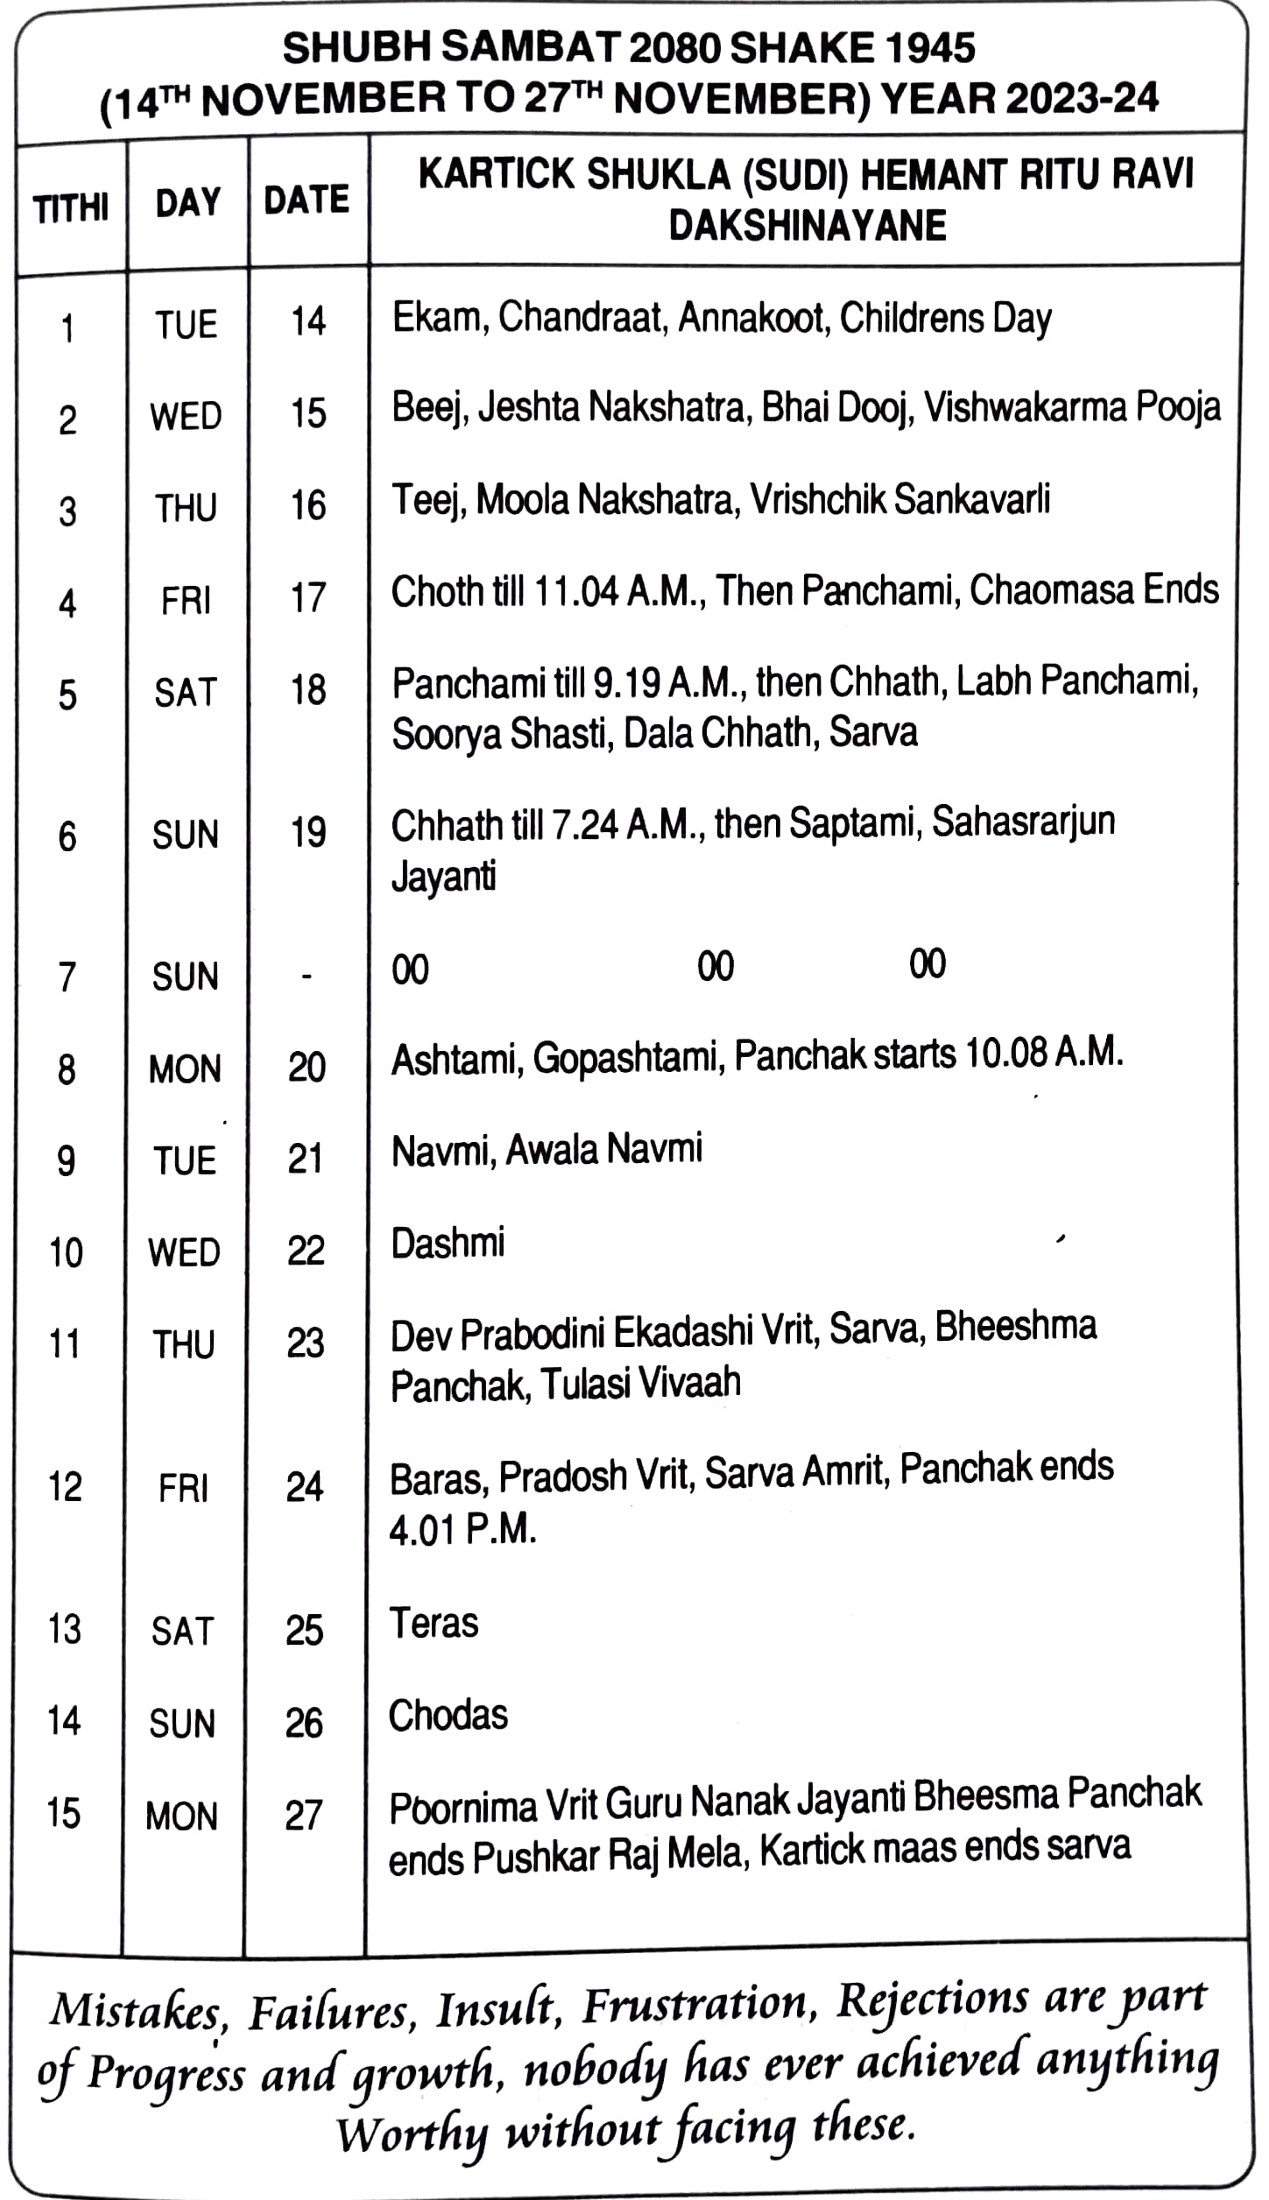 SHUBH SAMBAT 2080 SHAKE 1945
(14TH NOVEMBER TO 27TH NOVEMBER) YEAR 2023-24
TITHI DAY DATE KARTICK SHUKLA (SUDI) HEMANT RITU RAVI
DAKSHINAYANE
1 TUE 14 Ekam, Chandraat, Annakoot, Childrens Day
2 WED 15 Beej, Jeshta Nakshatra, Bhai Dooj, Vishwakarma Pooja
3 THU 16 Teej, Moola Nakshatra, Vrishchik Sankavarli
4 FRI 17 Choth till 11.04 A.M., Then Panchami, Chaomasa Ends
5 SAT 18 Panchami till 9.19 A.M., then Chhath, Labh Panchami,
Soorya Shasti, Dala Chhath, Sarva
6 SUN 19 Chhath till 7.24 A.M., then Saptami, Sahasrarjun
Jayanti
7 SUN - 00 00 00
8 MON 20 Ashtami, Gopashtami, Panchak starts 10.08 A.M.
9 TUE 21 Navmi, Awala Navmi
10 WED 22 Dashmi
11 THU 23 Dev Prabodini Ekadashi Vrit, Sarva, Bheeshma
Panchak, Tulasi Vivaah
12 FRI 24 Baras, Pradosh Vrit, Sarva Amrit, Panchak ends
4.01 P.M.
13 SAT 25 Teras
14 SUN 26 Chodas
15 MON 27 Poornima Vrit Guru Nanak Jayanti Bheesma Panchak
ends Pushkar Raj Mela, Kartick maas ends sarva
Mistakes, Failures, Insult, Frustration, Rejections are part
of Progress and growth, nobody has ever achieved anything
Worthy without facing these.